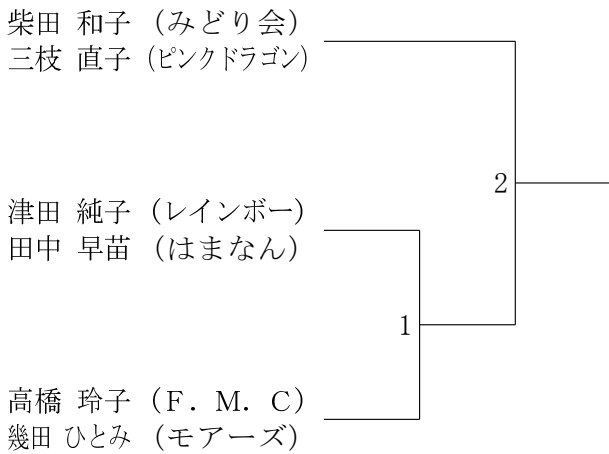 柴田 和子 (みどり会)
三枝 直子 (ピンクドラゴン)
2
津田 純子 (レインボー)
田中 早苗 (はまなん)
1
高橋 玲子 (F. M. C)
幾田 ひとみ (モアーズ)